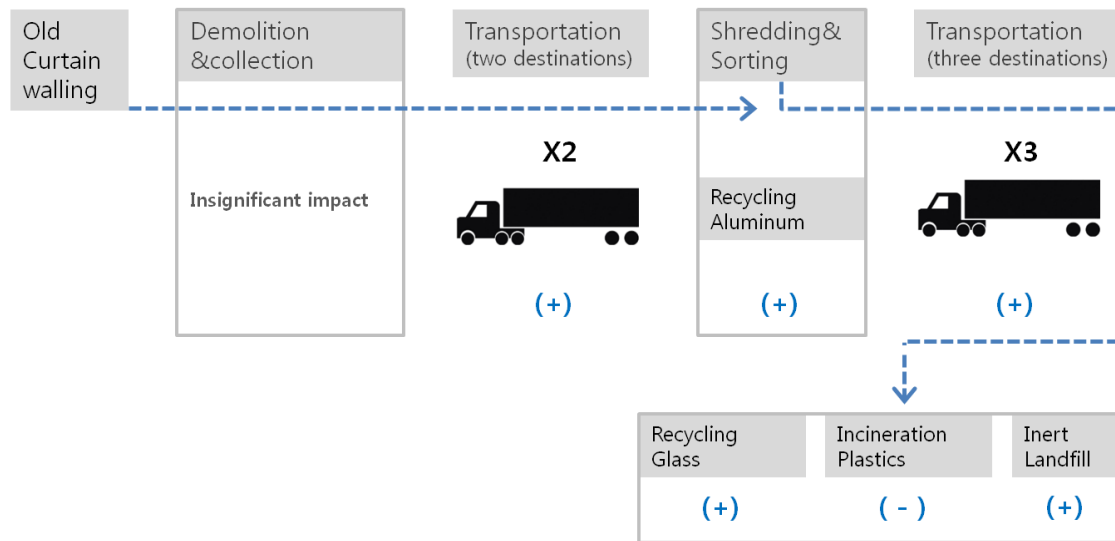 Old
Curtain
walling
Demolition
&collection
Transportation
(two destinations)
Shredding&
Sorting
Transportation
(three destinations)
Insignificant impact
X2
Recycling
Aluminum
X3
(+)
(+)
(+)
Recycling
Glass
Incineration
Plastics
Inert
Landfill
(+)
( - )
(+)